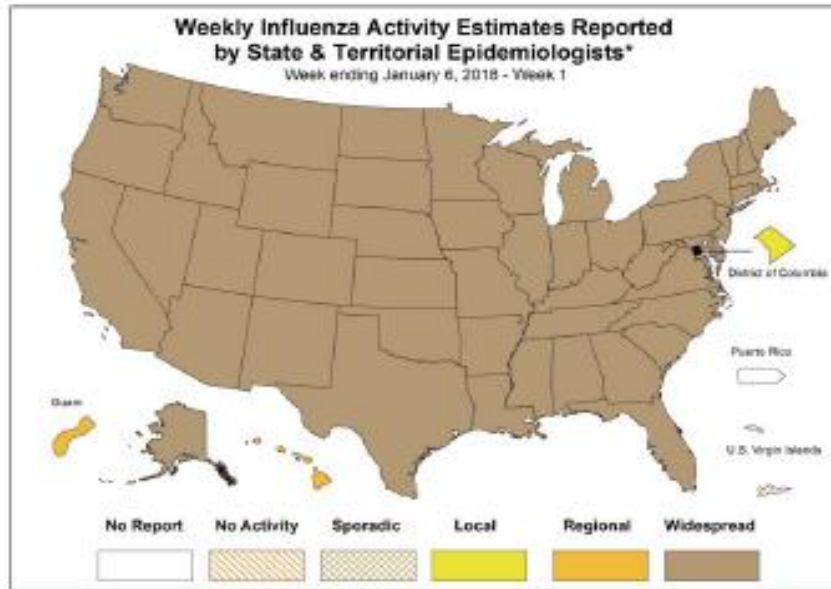 Weekly Influenza Activity Estimates Reported
by State & Territorial Epidemiologists*
Week ending January 6, 2018 - Week 1
District of Columbia
Puerto Rico
Guam
U.S. Virgin Islands
No Report
No Activity
Sporadic
Local
Regional
Widespread